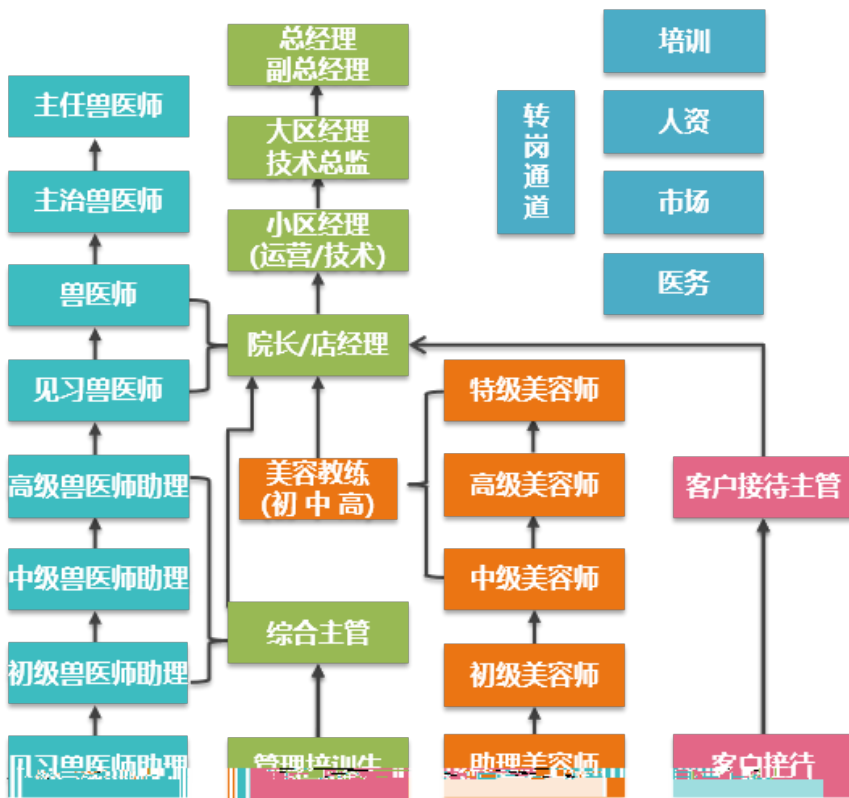 总经理
副总经理
培训
主任兽医师
转岗通道
大区经理
技术总监
人资
主治兽医师
小区经理
(运营/技术)
市场
兽医师
医务
院长/店经理
见习兽医师
特级美容师
高级兽医师助理
美容教练
(初 中 高)
高级美容师
客户接待主管
中级兽医师助理
中级美容师
综合主管
初级兽医师助理
初级美容师
见习兽医师助理
管理培训生
助理美容师
客户接待